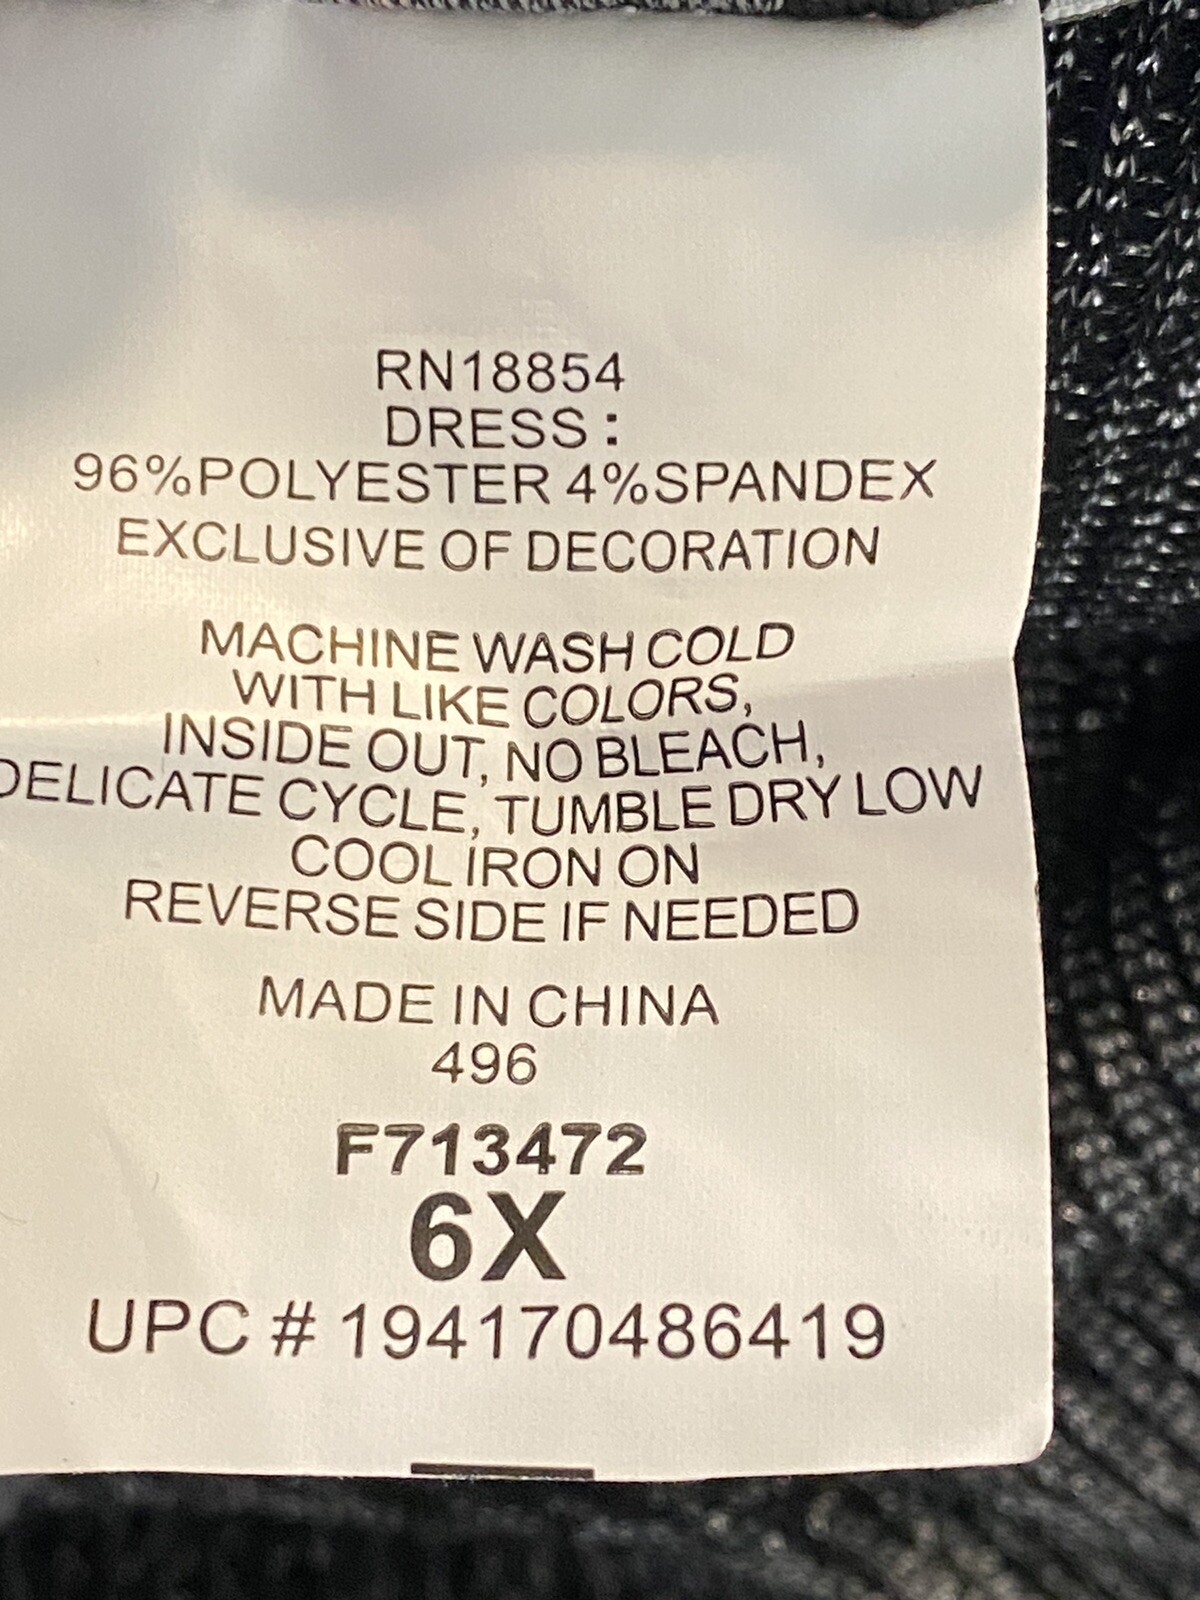 RN18854
DRESS :
96%POLYESTER 4%SPANDEX
EXCLUSIVE OF DECORATION
MACHINE WASH COLD
WITH LIKE COLORS,
INSIDE OUT, NO BLEACH,
DELICATE CYCLE, TUMBLE DRY LOW
COOL IRON ON
REVERSE SIDE IF NEEDED
MADE IN CHINA
496
F713472
6X
UPC # 194170486419